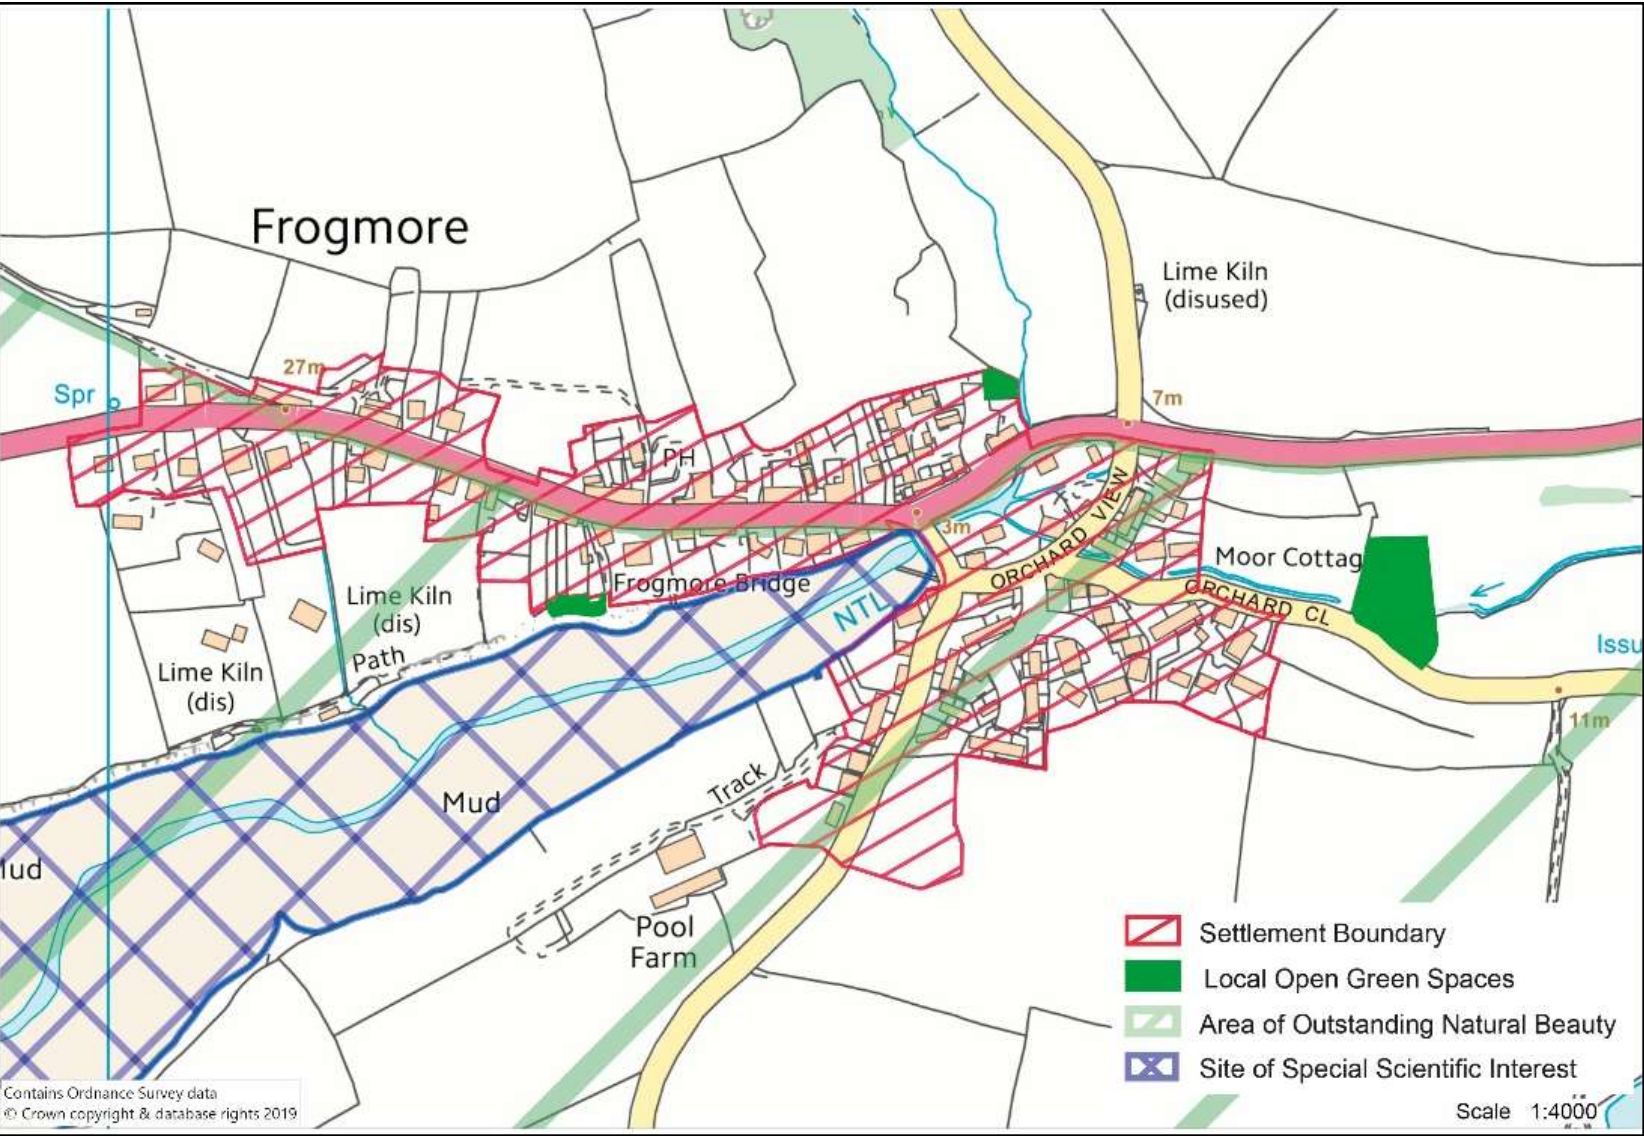 Frogmore
Lime Kiln
(disused)
27m
Spr
7m
PH
3m
ORCHARD VIEW
Moor Cottag
Frogmore Bridge
ORCHARD CL
Lime Kiln
(dis)
NTL
Issu
Path
Lime Kiln
(dis)
11m
Track
Mud
Mud
Pool
Farm
Settlement Boundary
Local Open Green Spaces
Area of Outstanding Natural Beauty
Site of Special Scientific Interest
Contains Ordnance Survey data
© Crown copyright & database rights 2019
Scale 1:4000